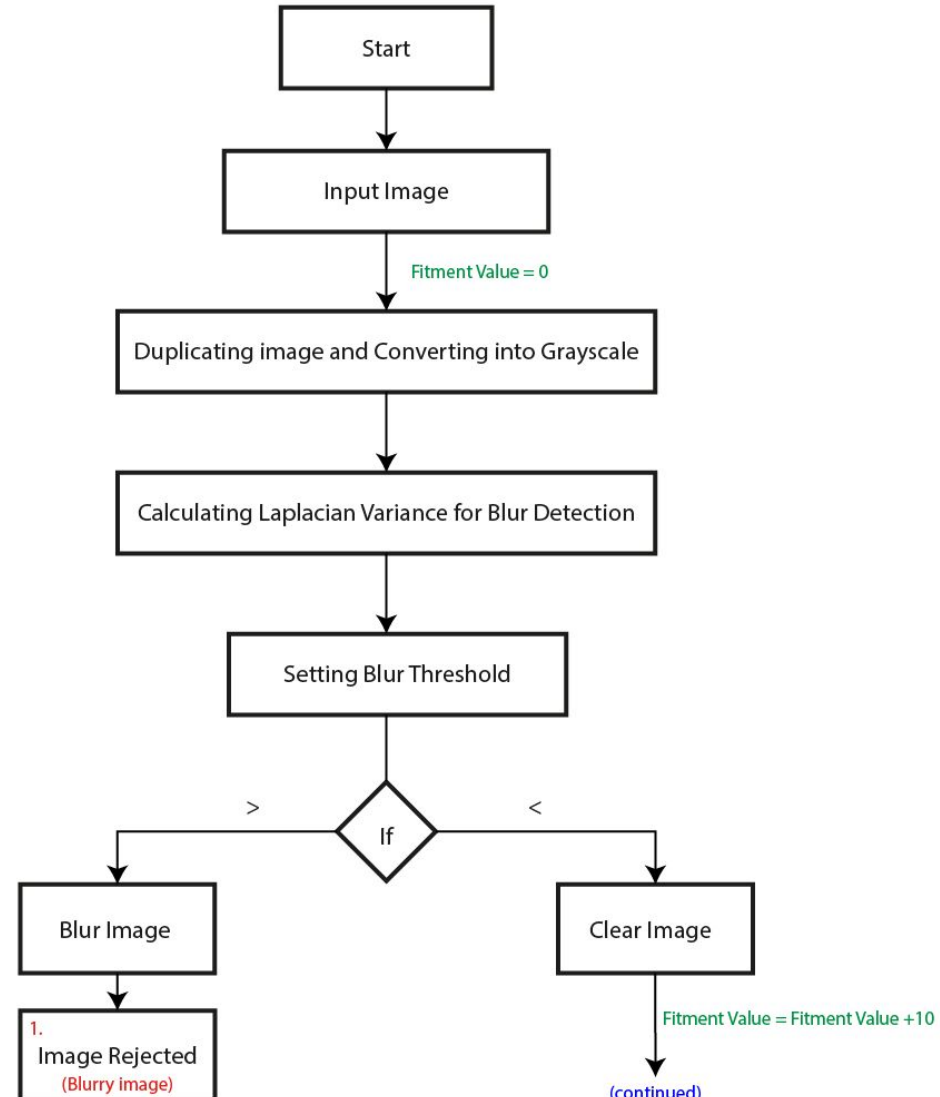 Start
Input Image
Fitment Value = 0
Duplicating image and Converting into Grayscale
Calculating Laplacian Variance for Blur Detection
Setting Blur Threshold
>
<
If
Blur Image
Clear Image
Fitment Value = Fitment Value +10
1.
Image Rejected
(Blurry image)
(continued)